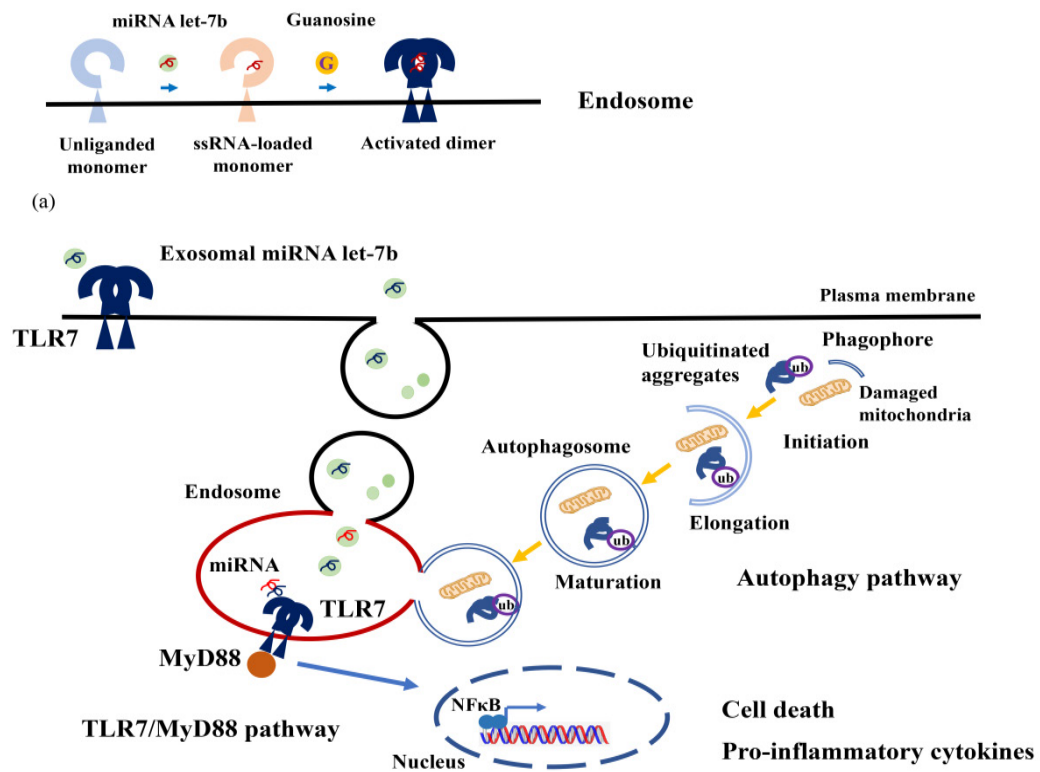 miRNA let-7b
Guanosine
G
Endosome
Unliganded
monomer
ssRNA-loaded
monomer
Activated dimer
(a)
Exosomal miRNA let-7b
Plasma membrane
TLR7
Phagophore
Ubiquitinated
aggregates
ub
Damaged
mitochondria
Initiation
Autophagosome
ub
Endosome
Elongation
ub
miRNA
Maturation
Autophagy pathway
TLR7
ub
MyD88
NFκB
Cell death
TLR7/MyD88 pathway
Pro-inflammatory cytokines
Nucleus